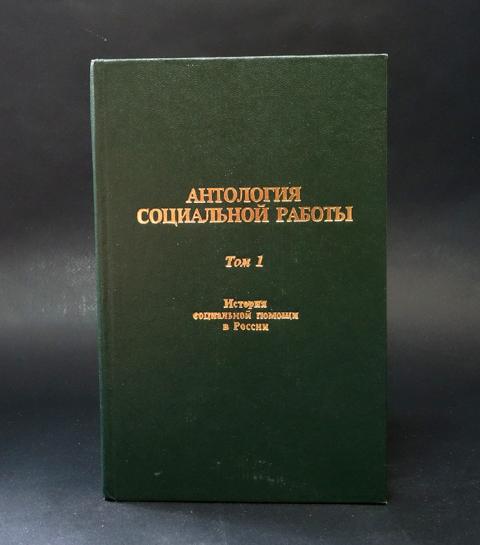 АНТОЛОГИЯ
СОЦИАЛЬНОЙ РАБОТЫ
Том 1
История
социальной помощи
в России